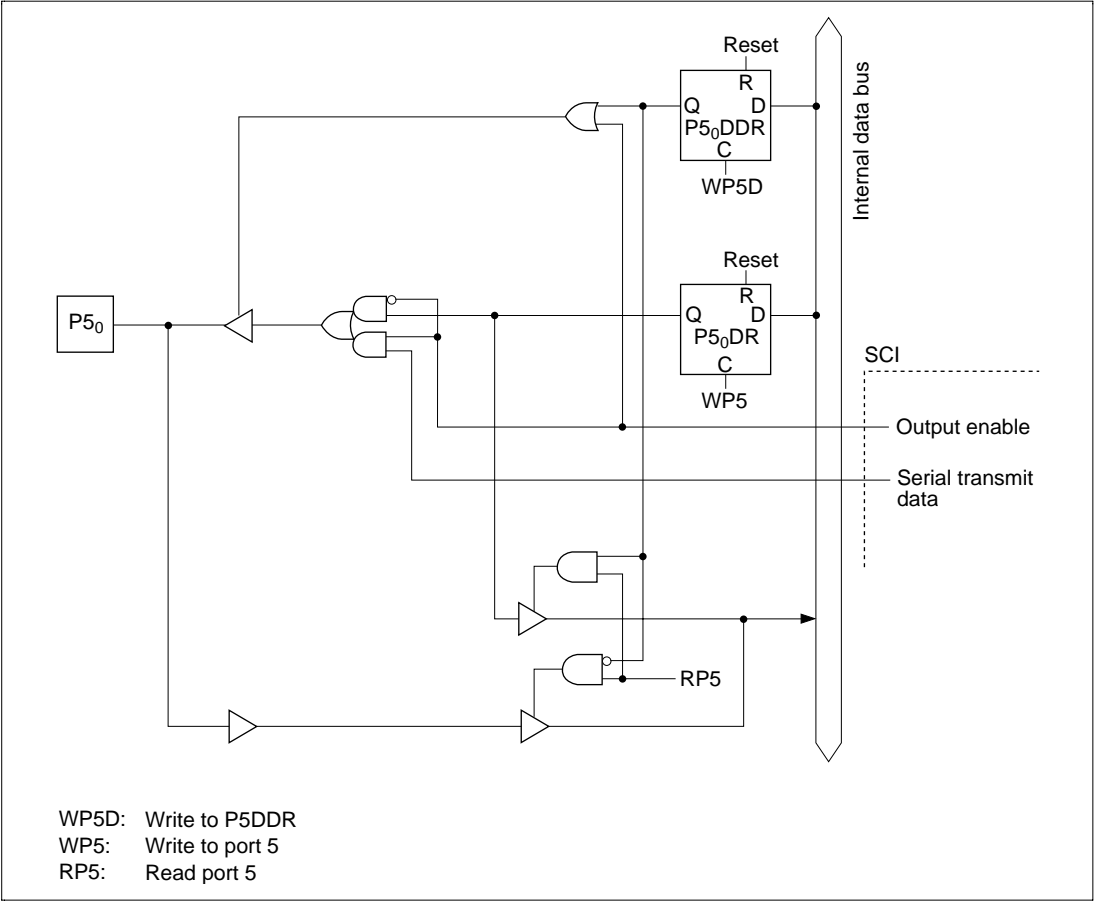 Reset
R
Q D
P5₀DDR
C
WP5D
Internal data bus
Reset
R
Q D
P5₀DR
C
WP5
P5₀
SCI
Output enable
Serial transmit
data
RP5
WP5D: Write to P5DDR
WP5: Write to port 5
RP5: Read port 5